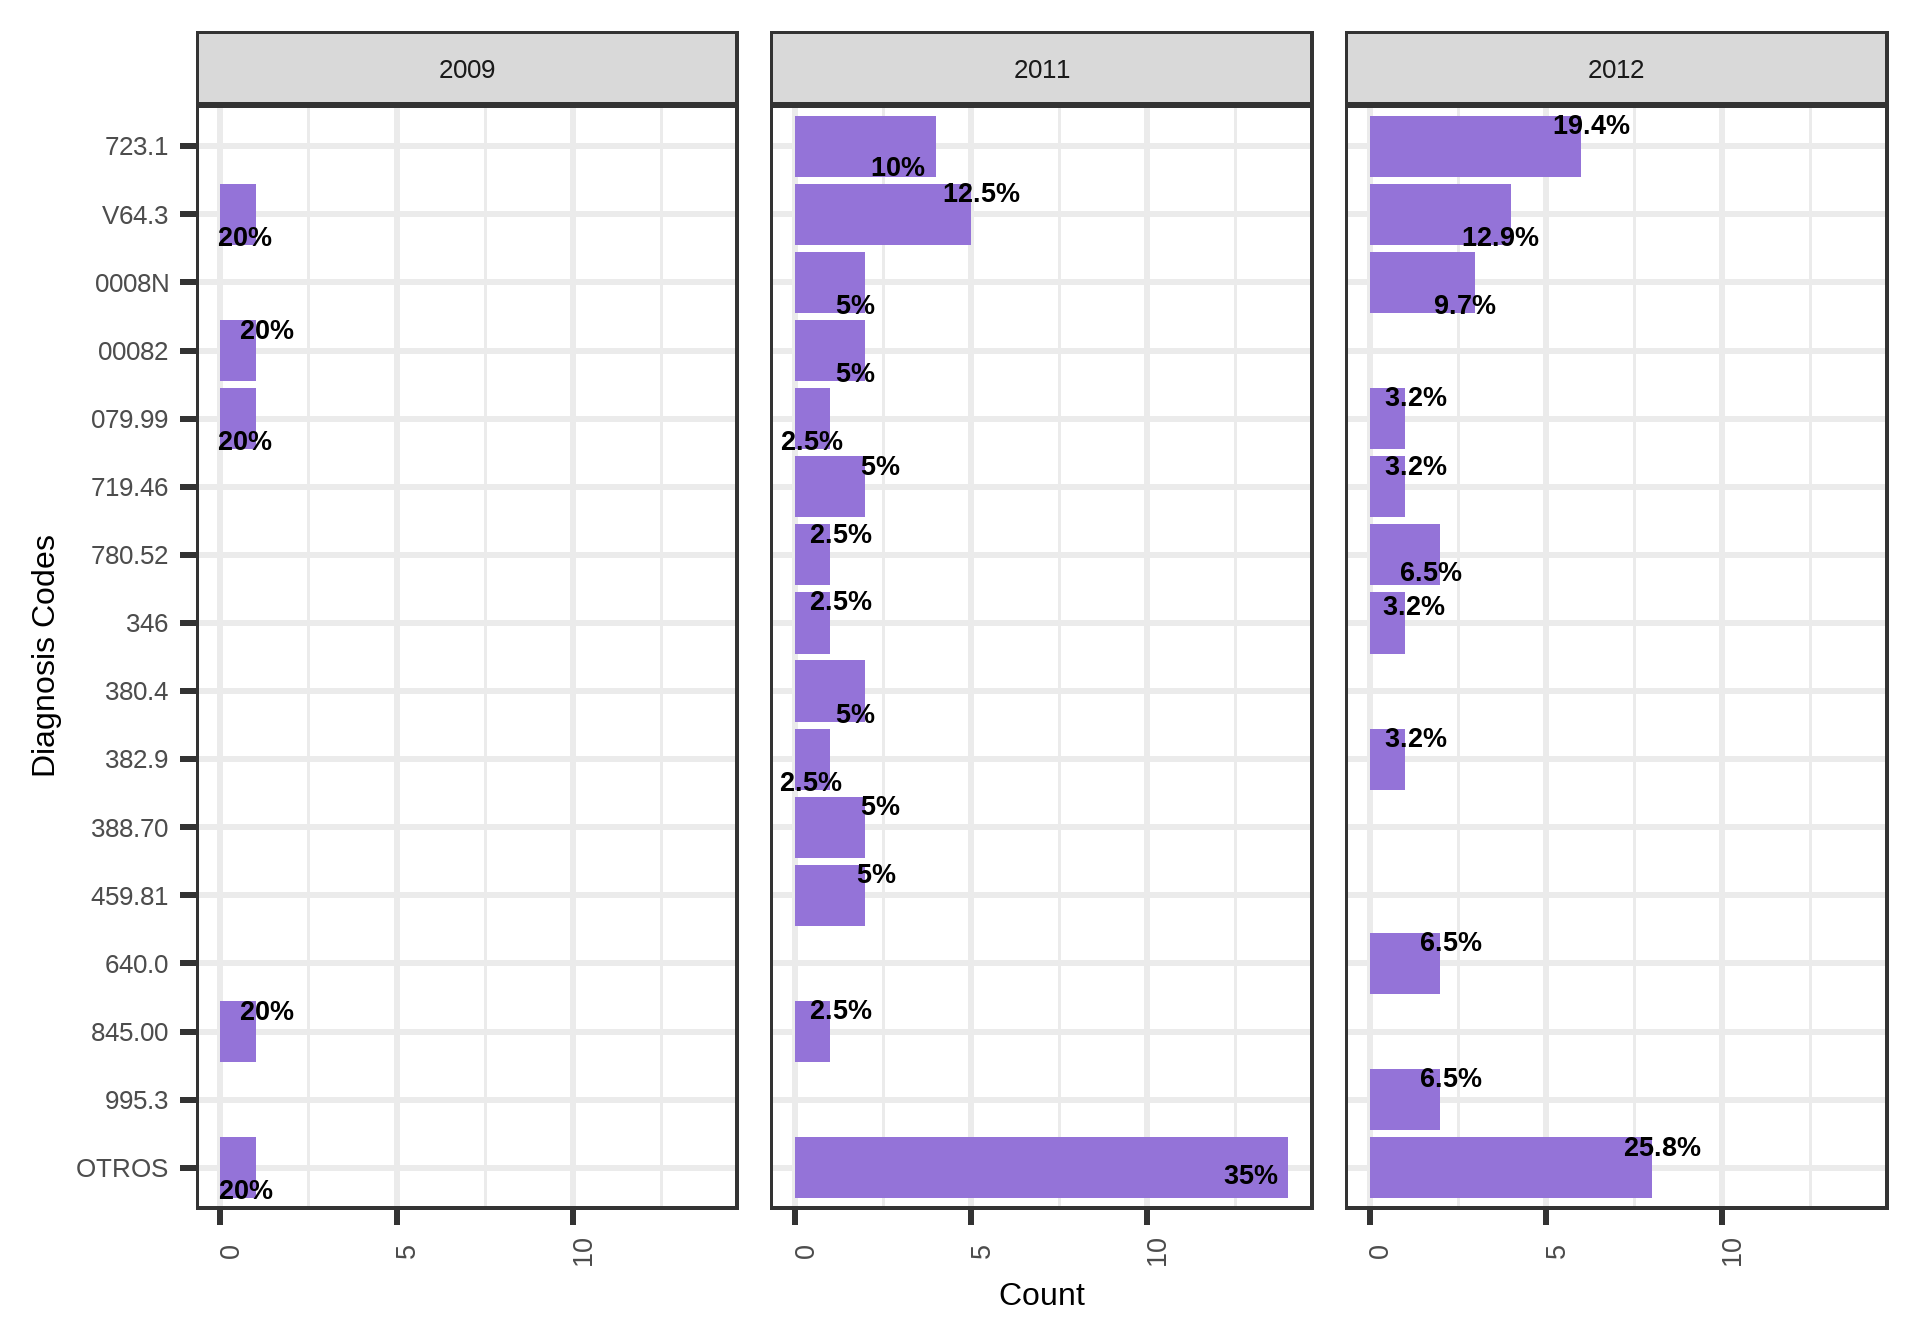 2009 2011 2012
723.1 10% 19.4%
V64.3 20% 12.5% 12.9%
0008N 5% 9.7%
00082 20% 5%
079.99 20% 2.5% 3.2%
719.46 5% 3.2%
780.52 2.5% 6.5%
346 2.5% 3.2%
380.4 5%
382.9 2.5% 3.2%
388.70 5%
459.81 5%
640.0 6.5%
845.00 20% 2.5%
995.3 6.5%
OTROS 20% 35% 25.8%
0 5 10 0 5 10 0 5 10
Count
Diagnosis Codes